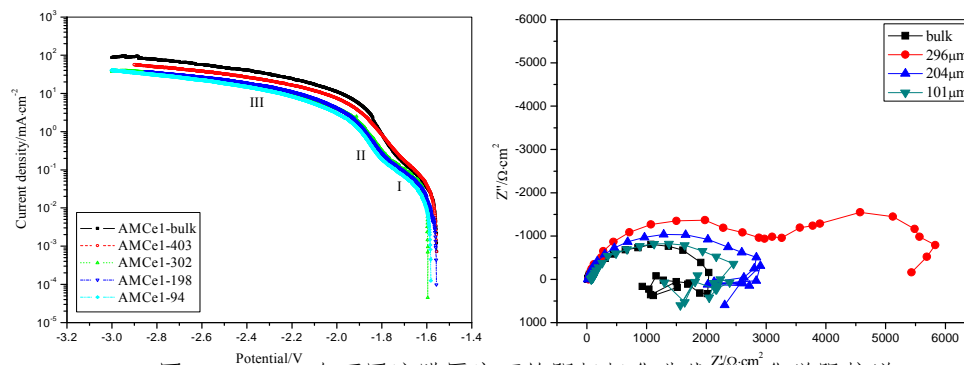 10³
10²
10¹
10⁰
10⁻¹
10⁻²
10⁻³
10⁻⁴
10⁻⁵
Current density/mA·cm⁻²
III
II
I
AMCe1-bulk
AMCe1-403
AMCe1-302
AMCe1-198
AMCe1-94
-3.2 -3.0 -2.8 -2.6 -2.4 -2.2 -2.0 -1.8 -1.6 -1.4
Potential/V
-6000
-5000
-4000
-3000
-2000
-1000
0
1000
Z''/Ω·cm²
bulk
296μm
204μm
101μm
0 1000 2000 3000 4000 5000 6000
Z'/Ω·cm²